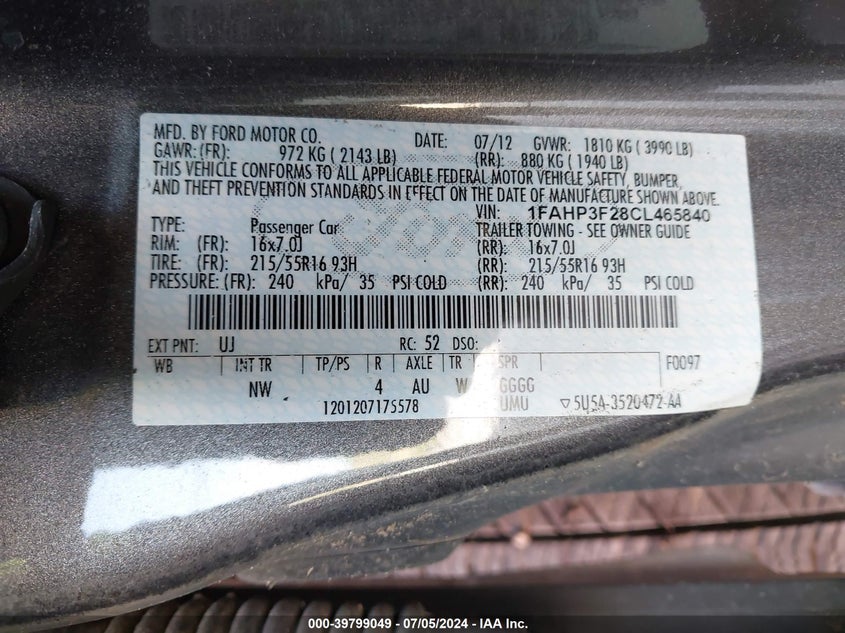 MFD. BY FORD MOTOR CO. DATE: 07/12 GVWR: 1810 KG ( 3990 LB)
GAWR: (FR): 972 KG ( 2143 LB) (RR): 880 KG ( 1940 LB)
THIS VEHICLE CONFORMS TO ALL APPLICABLE FEDERAL MOTOR VEHICLE SAFETY, BUMPER,
AND THEFT PREVENTION STANDARDS IN EFFECT ON THE DATE OF MANUFACTURE SHOWN ABOVE.
VIN: 1FAHP3F28CL465840
TYPE: Passenger Car TRAILER TOWING - SEE OWNER GUIDE
RIM: (FR): 16x7.0J (RR): 16x7.0J
TIRE: (FR): 215/55R16 93H (RR): 215/55R16 93H
PRESSURE: (FR): 240 kPa/ 35 PSI COLD (RR): 240 kPa/ 35 PSI COLD
EXT PNT: UJ RC: 52 DSO:
WB INT TR TP/PS R AXLE TR SPR F0097
NW 4 AU W GGGG
1201207175578 UMU ▽5U5A-3520472-AA
000-39799049 - 07/05/2024 - IAA Inc.